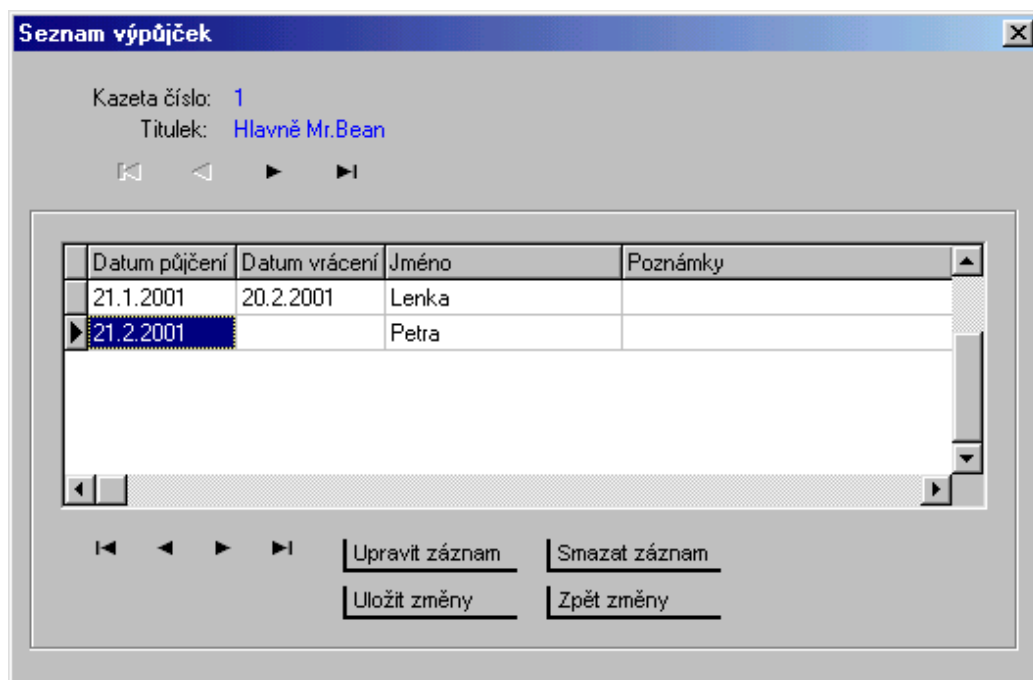 Seznam výpůjček
Kazeta číslo: 1
Titulek: Hlavně Mr.Bean
Datum půjčení Datum vrácení Jméno Poznámky
21.1.2001 20.2.2001 Lenka
21.2.2001 Petra
Upravit záznam Smazat záznam
Uložit změny Zpět změny